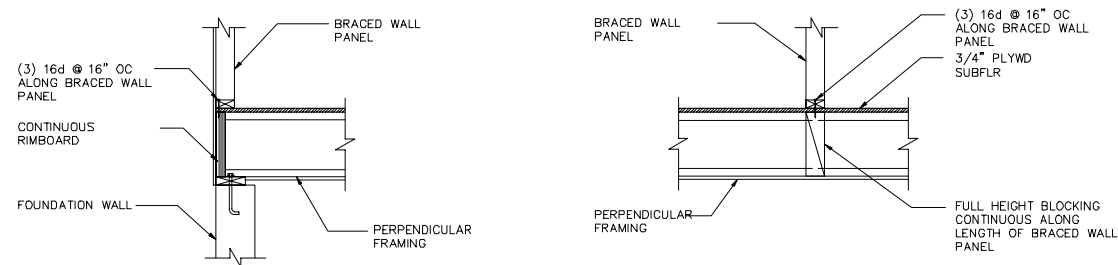 BRACED WALL
PANEL
(3) 16d @ 16" OC
ALONG BRACED WALL
PANEL
CONTINUOUS
RIMBOARD
FOUNDATION WALL
PERPENDICULAR
FRAMING
BRACED WALL
PANEL
(3) 16d @ 16" OC
ALONG BRACED WALL
PANEL
3/4" PLYWD
SUBFLR
PERPENDICULAR
FRAMING
FULL HEIGHT BLOCKING
CONTINUOUS ALONG
LENGTH OF BRACED WALL
PANEL